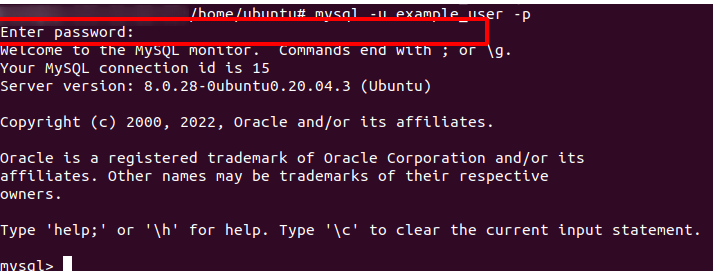 /home/ubuntu# mysql -u example_user -p
Enter password:
Welcome to the MySQL monitor.  Commands end with ; or \g.
Your MySQL connection id is 15
Server version: 8.0.28-0ubuntu0.20.04.3 (Ubuntu)
Copyright (c) 2000, 2022, Oracle and/or its affiliates.
Oracle is a registered trademark of Oracle Corporation and/or its
affiliates. Other names may be trademarks of their respective
owners.
Type 'help;' or '\h' for help. Type '\c' to clear the current input statement.
mysql>